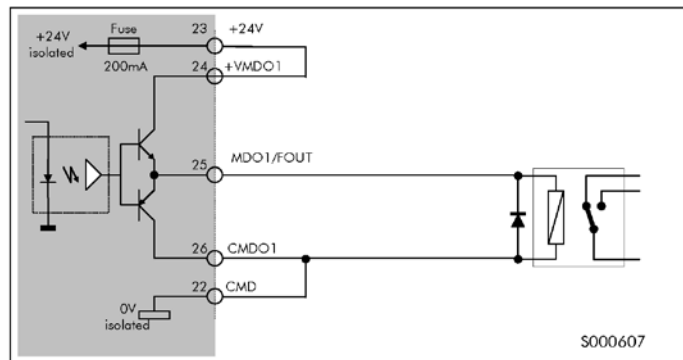 Fuse
200mA
+24V
isolated
23
+24V
24
+VMDO1
25
MDO1/FOUT
26
CMDO1
22
CMD
0V
isolated
S000607